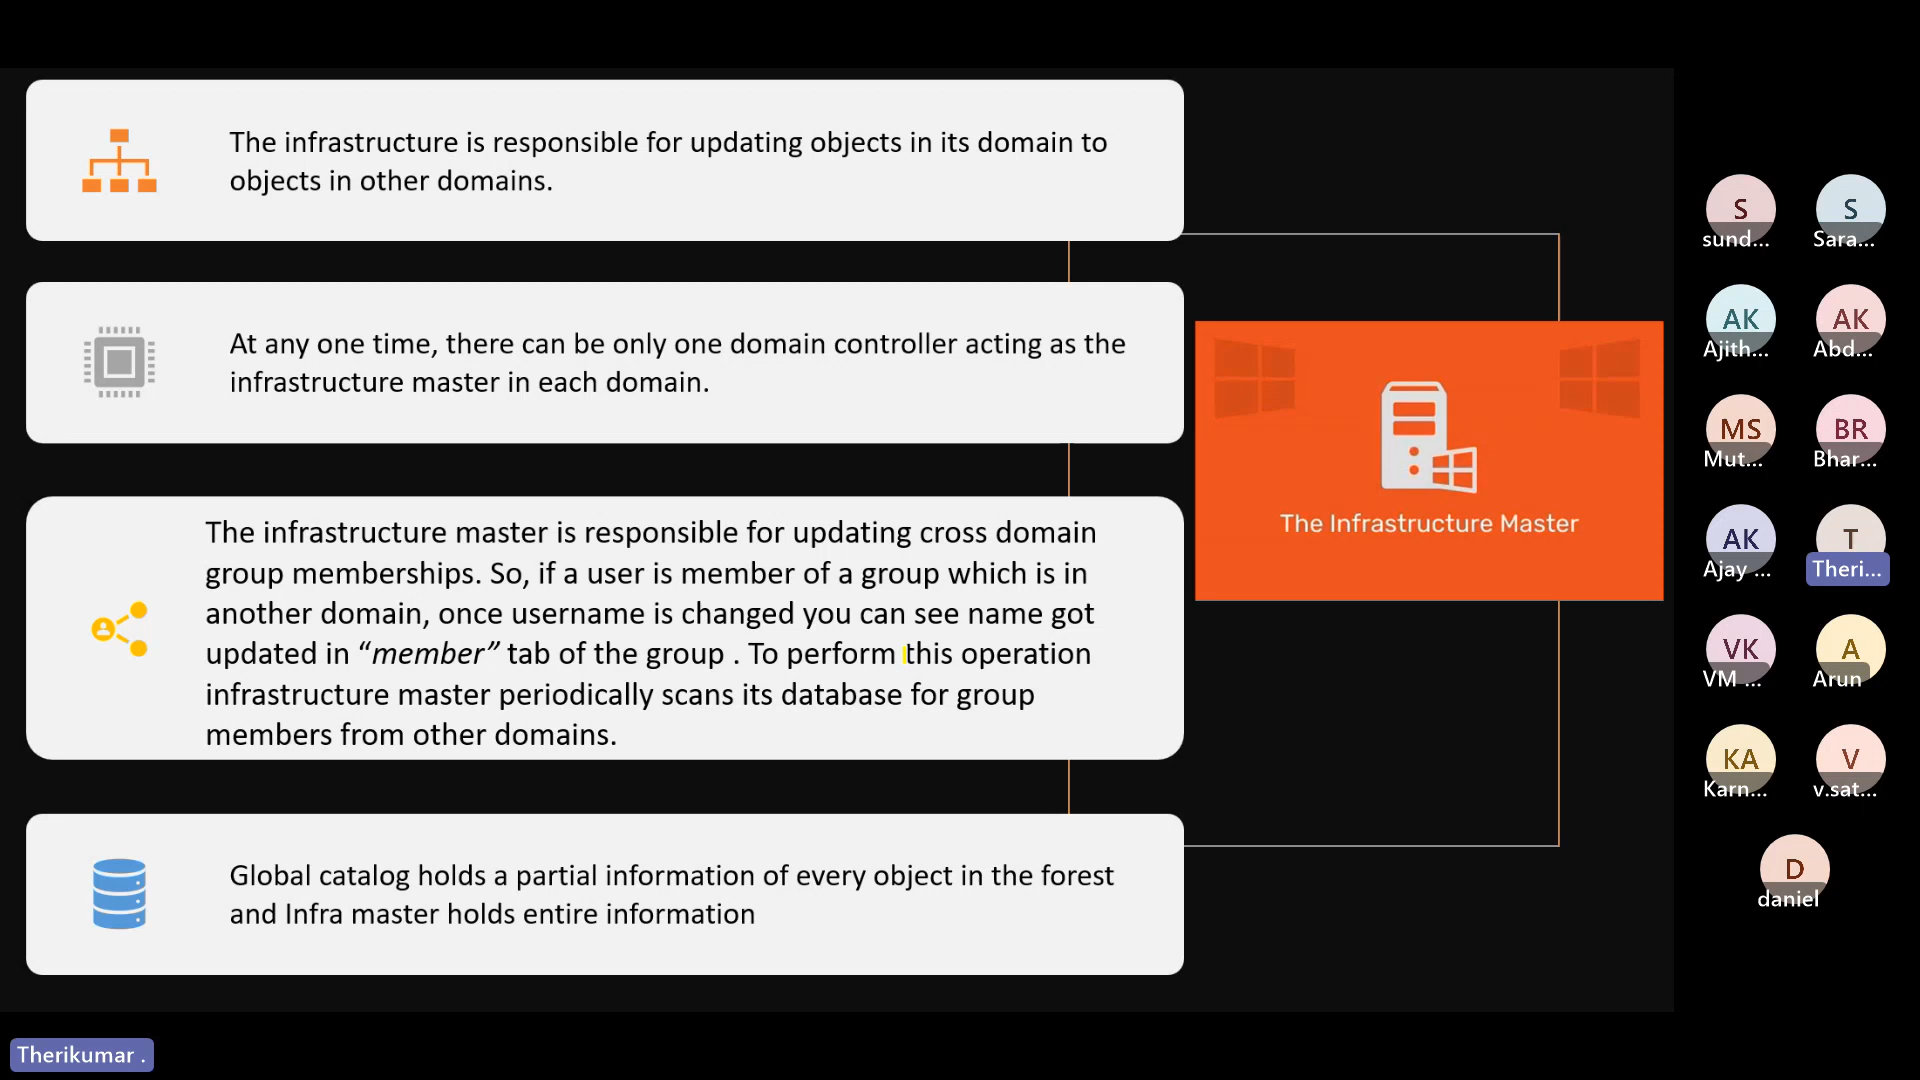 The infrastructure is responsible for updating objects in its domain to
objects in other domains.
At any one time, there can be only one domain controller acting as the
infrastructure master in each domain.
The infrastructure master is responsible for updating cross domain
group memberships. So, if a user is member of a group which is in
another domain, once username is changed you can see name got
updated in “member” tab of the group . To perform this operation
infrastructure master periodically scans its database for group
members from other domains.
Global catalog holds a partial information of every object in the forest
and Infra master holds entire information
The Infrastructure Master
S
sund...
S
Sara...
AK
Ajith...
AK
Abd...
MS
Mut...
BR
Bhar...
AK
Ajay ...
T
Theri...
VK
VM ...
A
Arun
KA
Karn...
V
v.sat...
D
daniel
Therikumar .